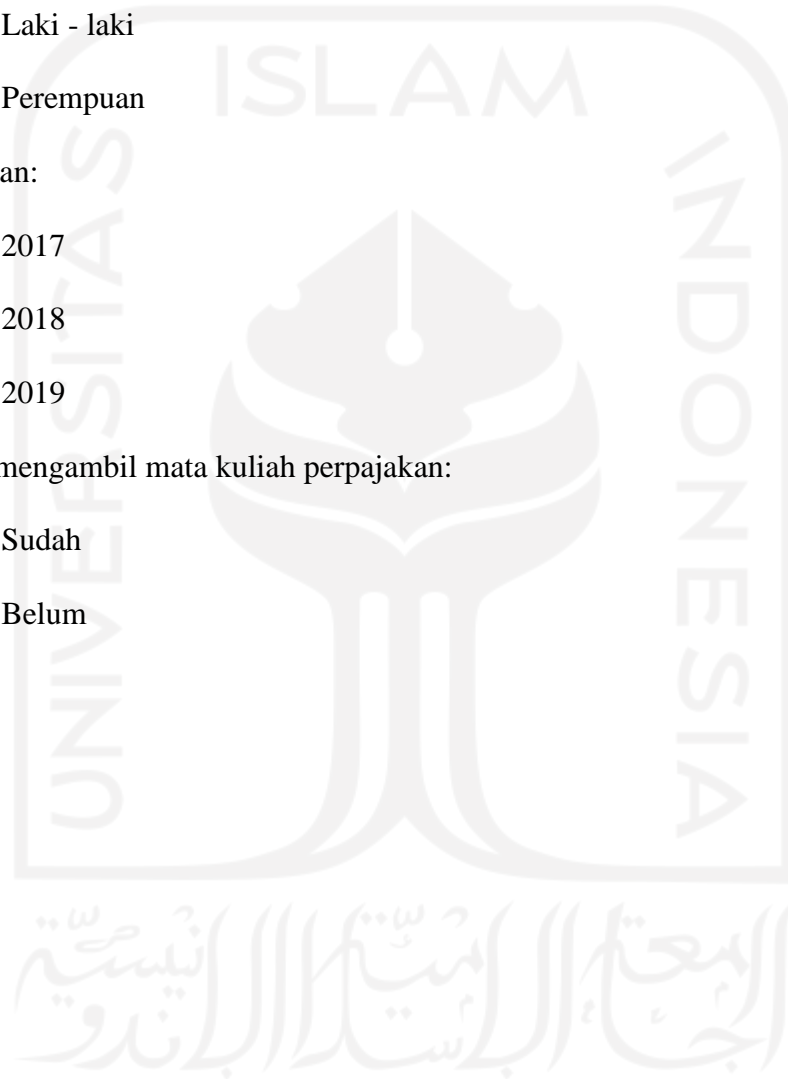 Laki - laki
ISLAM
Perempuan
an:
2017
2018
2019
mengambil mata kuliah perpajakan:
Sudah
Belum
UNIVERSITAS
INDONESIA